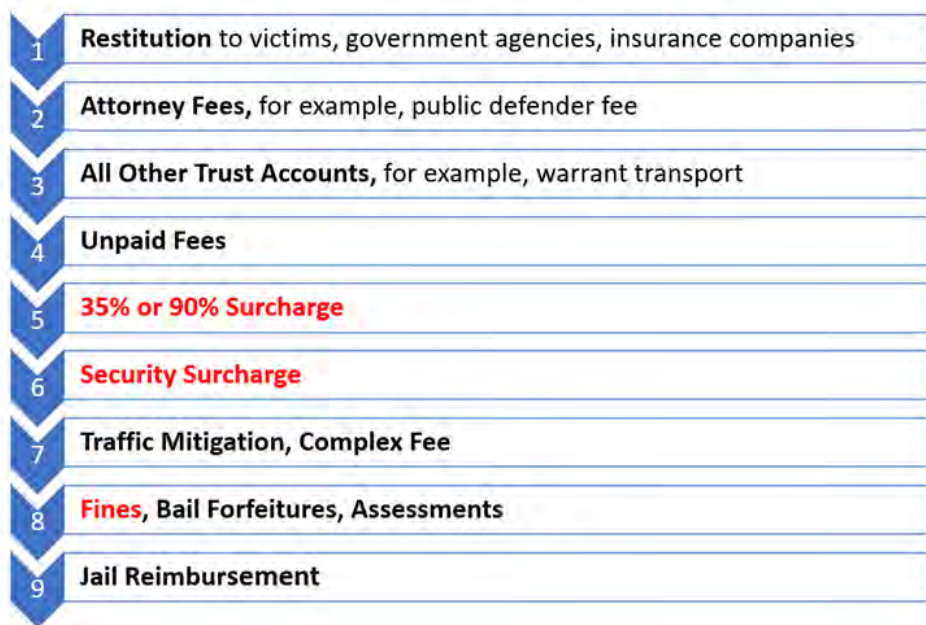 1 Restitution to victims, government agencies, insurance companies
2 Attorney Fees, for example, public defender fee
3 All Other Trust Accounts, for example, warrant transport
4 Unpaid Fees
5 35% or 90% Surcharge
6 Security Surcharge
7 Traffic Mitigation, Complex Fee
8 Fines, Bail Forfeitures, Assessments
9 Jail Reimbursement